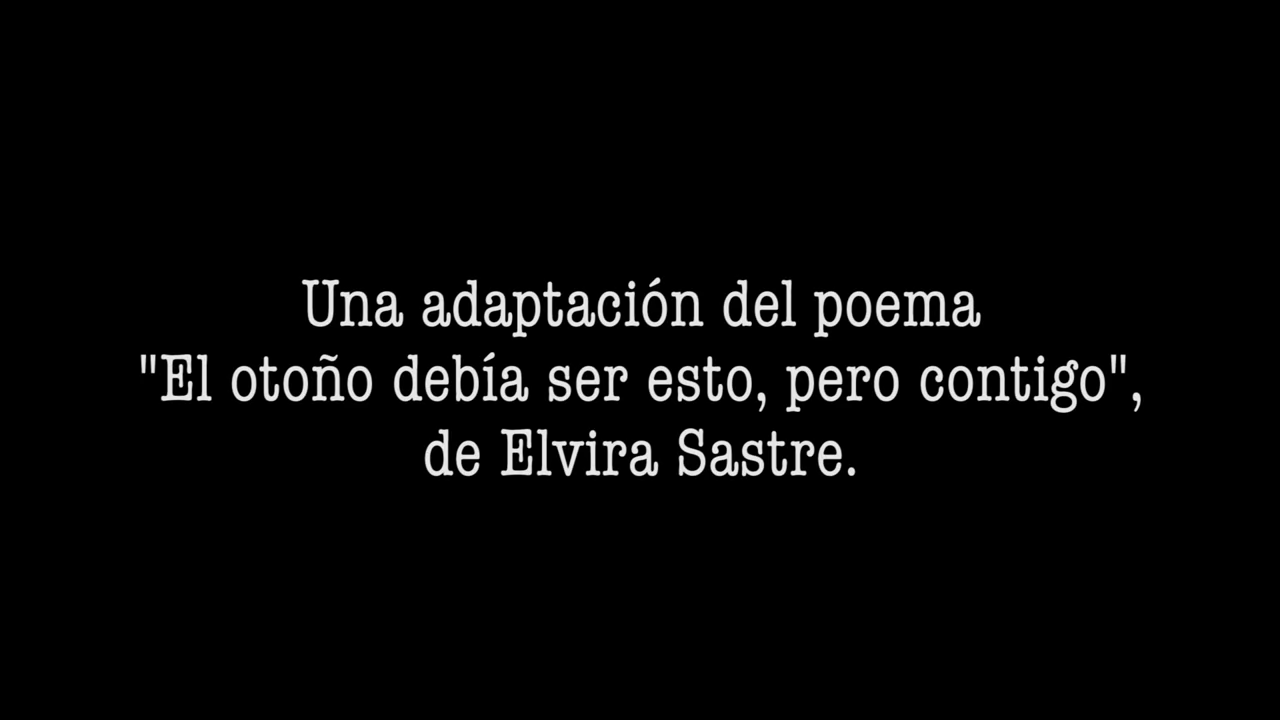 Una adaptación del poema
"El otoño debía ser esto, pero contigo",
de Elvira Sastre.